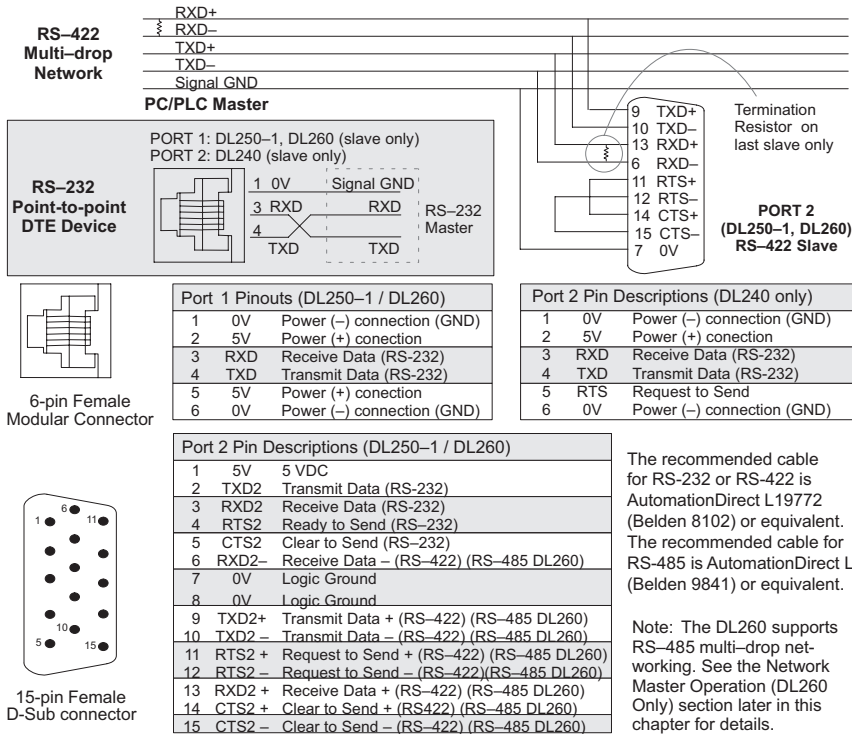 RXD+
RXD–
TXD+
TXD–
Signal GND
RS–422
Multi–drop
Network
PC/PLC Master
9 TXD+
10 TXD–
13 RXD+
6 RXD–
11 RTS+
12 RTS–
14 CTS+
15 CTS–
7 0V
Termination
Resistor on
last slave only
PORT 2
(DL250–1, DL260)
RS–422 Slave
PORT 1: DL250–1, DL260 (slave only)
PORT 2: DL240 (slave only)
RS–232
Point-to-point
DTE Device
1 0V Signal GND
3 RXD RXD
4 TXD TXD
RS–232
Master
6-pin Female
Modular Connector
Port 1 Pinouts (DL250–1 / DL260)
1 0V Power (–) connection (GND)
2 5V Power (+) conection
3 RXD Receive Data (RS-232)
4 TXD Transmit Data (RS-232)
5 5V Power (+) conection
6 0V Power (–) connection (GND)
Port 2 Pin Descriptions (DL240 only)
1 0V Power (–) connection (GND)
2 5V Power (+) conection
3 RXD Receive Data (RS-232)
4 TXD Transmit Data (RS-232)
5 RTS Request to Send
6 0V Power (–) connection (GND)
1 6 11
5 10 15
15-pin Female
D-Sub connector
Port 2 Pin Descriptions (DL250–1 / DL260)
1 5V 5 VDC
2 TXD2 Transmit Data (RS-232)
3 RXD2 Receive Data (RS-232)
4 RTS2 Ready to Send (RS–232)
5 CTS2 Clear to Send (RS–232)
6 RXD2– Receive Data – (RS–422) (RS–485 DL260)
7 0V Logic Ground
8 0V Logic Ground
9 TXD2+ Transmit Data + (RS–422) (RS–485 DL260)
10 TXD2 – Transmit Data – (RS–422) (RS–485 DL260)
11 RTS2 + Request to Send + (RS–422) (RS–485 DL260)
12 RTS2 – Request to Send – (RS–422)(RS–485 DL260)
13 RXD2 + Receive Data + (RS–422) (RS–485 DL260)
14 CTS2 + Clear to Send + (RS422) (RS–485 DL260)
15 CTS2 – Clear to Send – (RS–422) (RS–485 DL260)
The recommended cable
for RS-232 or RS-422 is
AutomationDirect L19772
(Belden 8102) or equivalent.
The recommended cable for
RS-485 is AutomationDirect L
(Belden 9841) or equivalent.
Note: The DL260 supports
RS–485 multi–drop net-
working. See the Network
Master Operation (DL260
Only) section later in this
chapter for details.